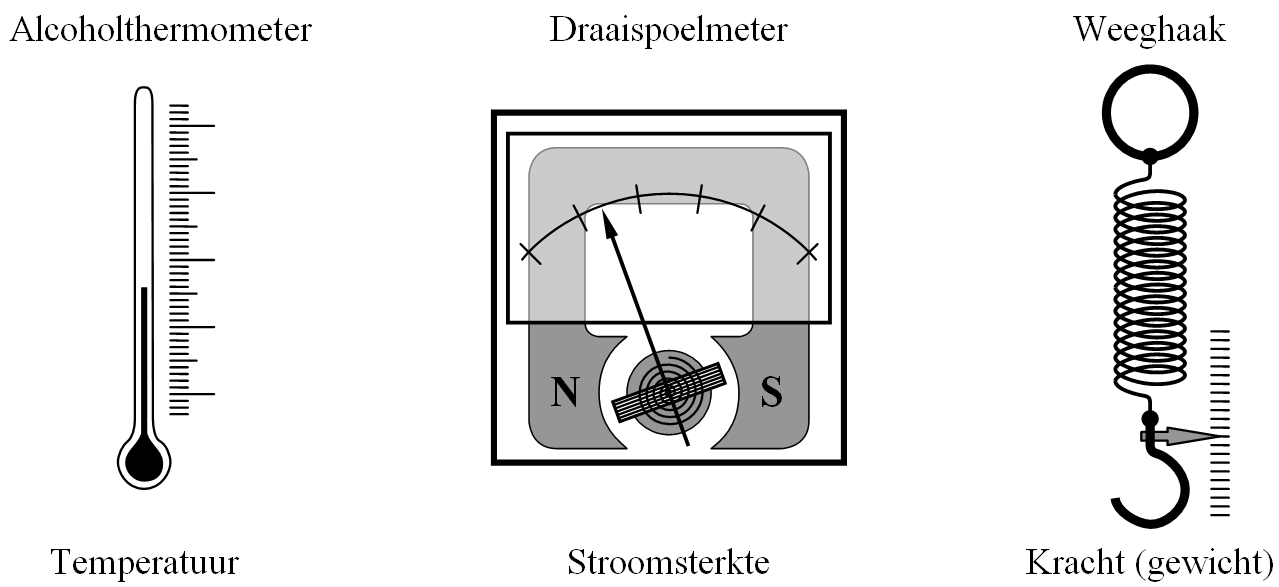 Alcoholthermometer
Draaispoelmeter
Weeghaak
N
S
Temperatuur
Stroomsterkte
Kracht (gewicht)